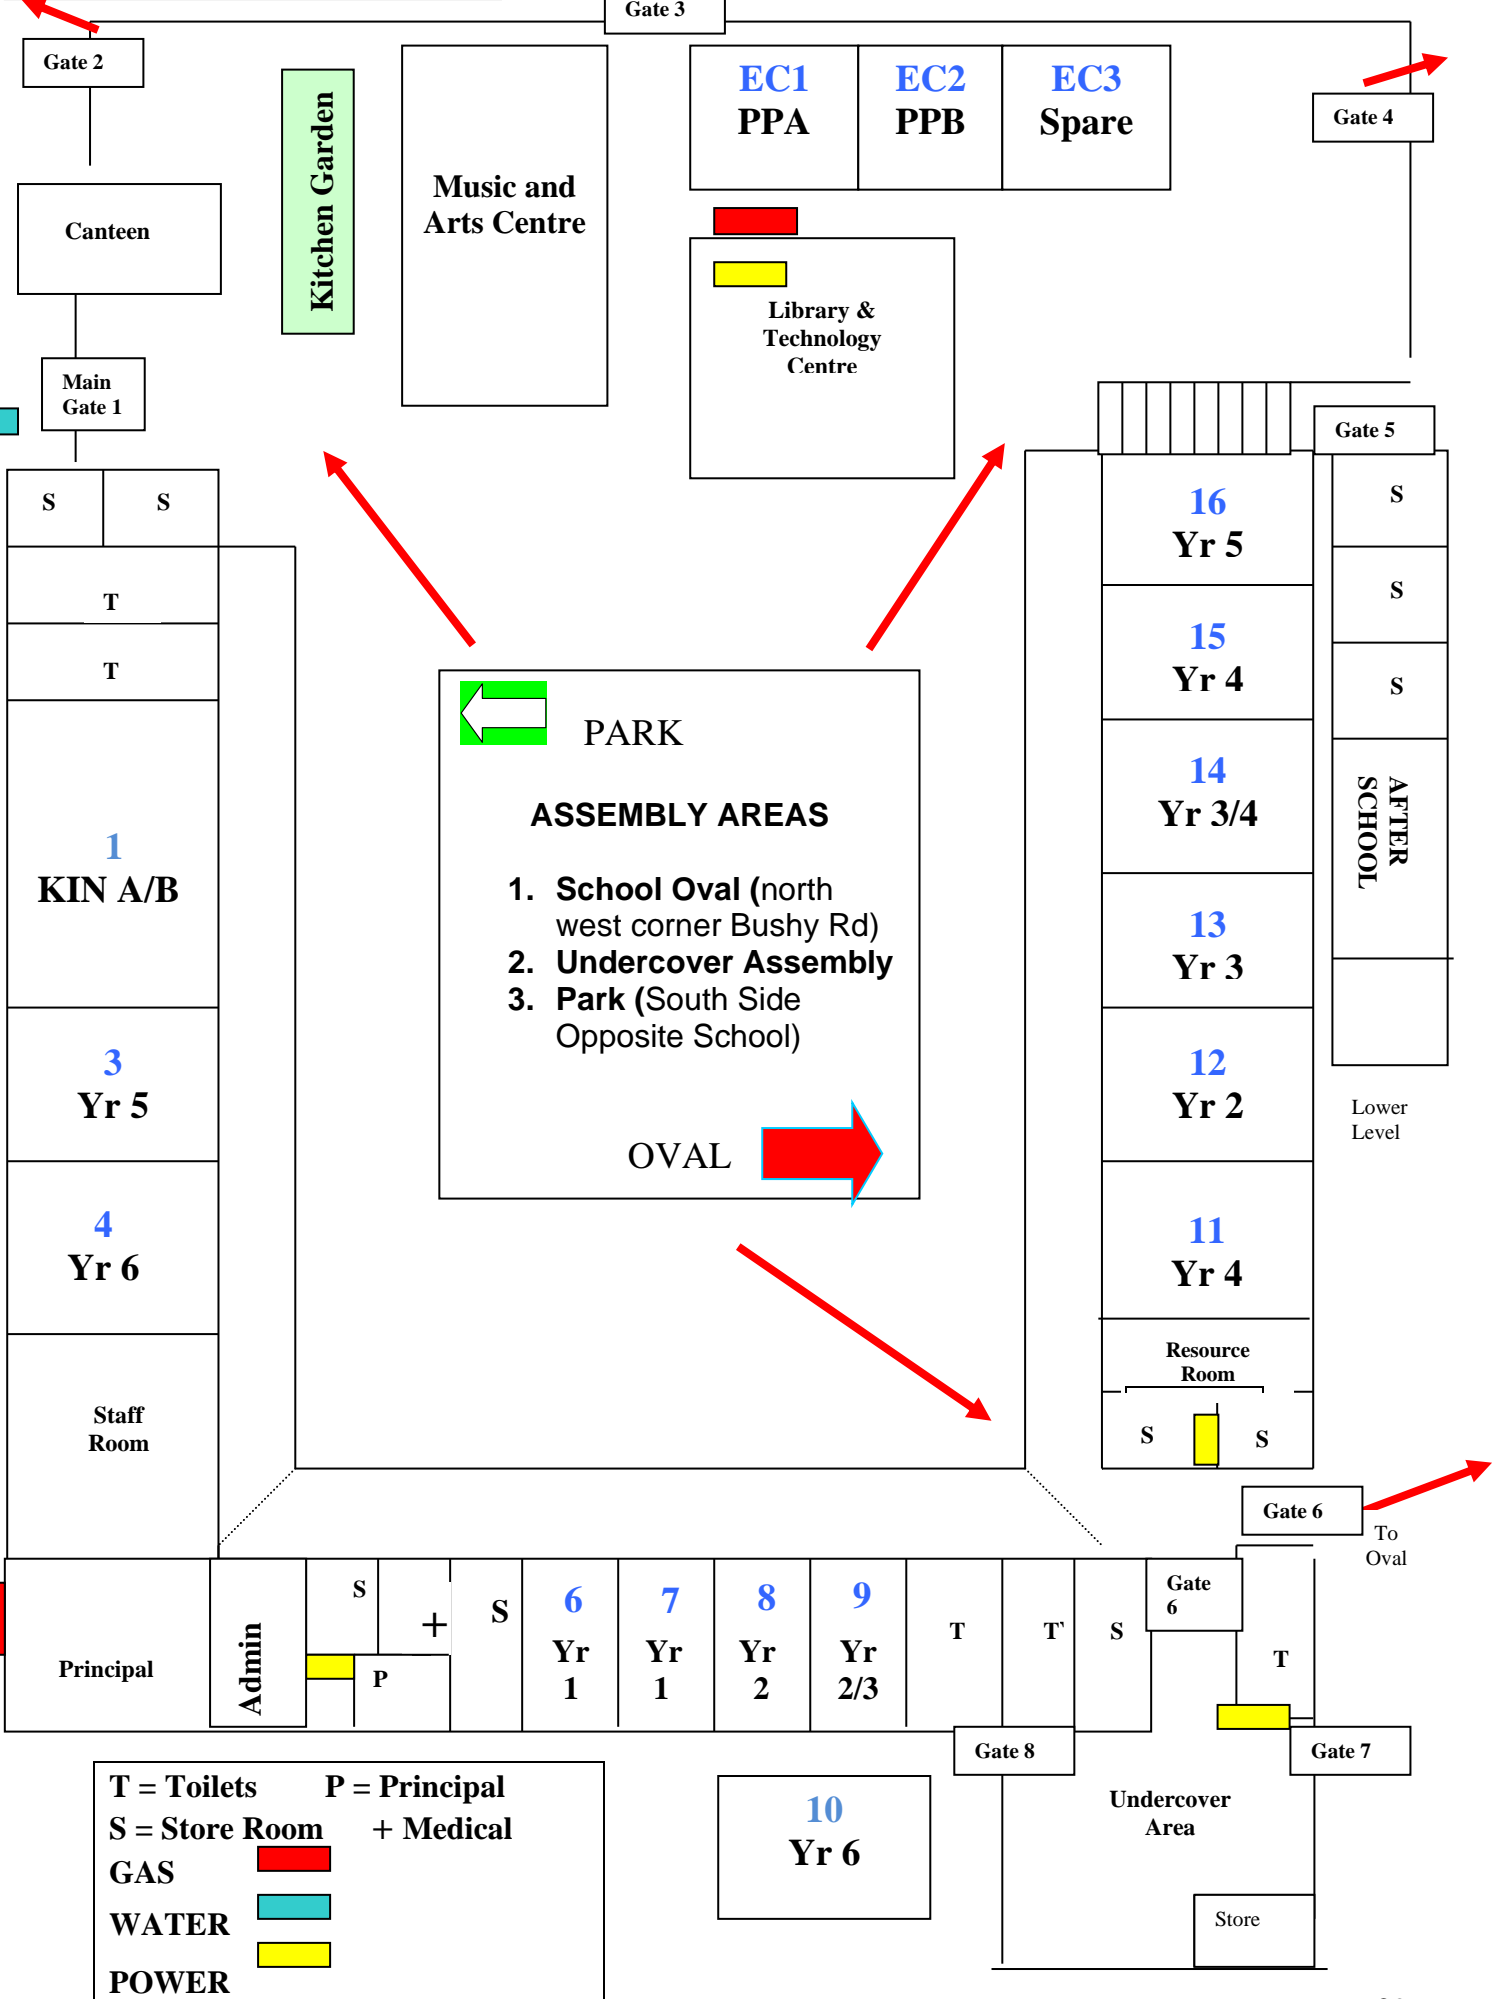 Gate 3
Gate 2
EC1
PPA
EC2
PPB
EC3
Spare
Gate 4
Kitchen Garden
Music and
Arts Centre
Canteen
Library &
Technology
Centre
Main
Gate 1
Gate 5
S
S
16
Yr 5
S
T
S
15
Yr 4
T
S
PARK
14
Yr 3/4
AFTER
SCHOOL
ASSEMBLY AREAS
1
KIN A/B
1. School Oval (north
west corner Bushy Rd)
2. Undercover Assembly
3. Park (South Side
Opposite School)
13
Yr 3
3
Yr 5
12
Yr 2
Lower
Level
OVAL
4
Yr 6
11
Yr 4
Resource
Room
Staff
Room
S
S
Gate 6
To
Oval
Principal
Admin
S
+
P
S
6
Yr
1
7
Yr
1
8
Yr
2
9
Yr
2/3
T
T
S
Gate
6
T
Gate 8
Gate 7
T = Toilets P = Principal
S = Store Room + Medical
GAS
WATER
POWER
10
Yr 6
Undercover
Area
Store